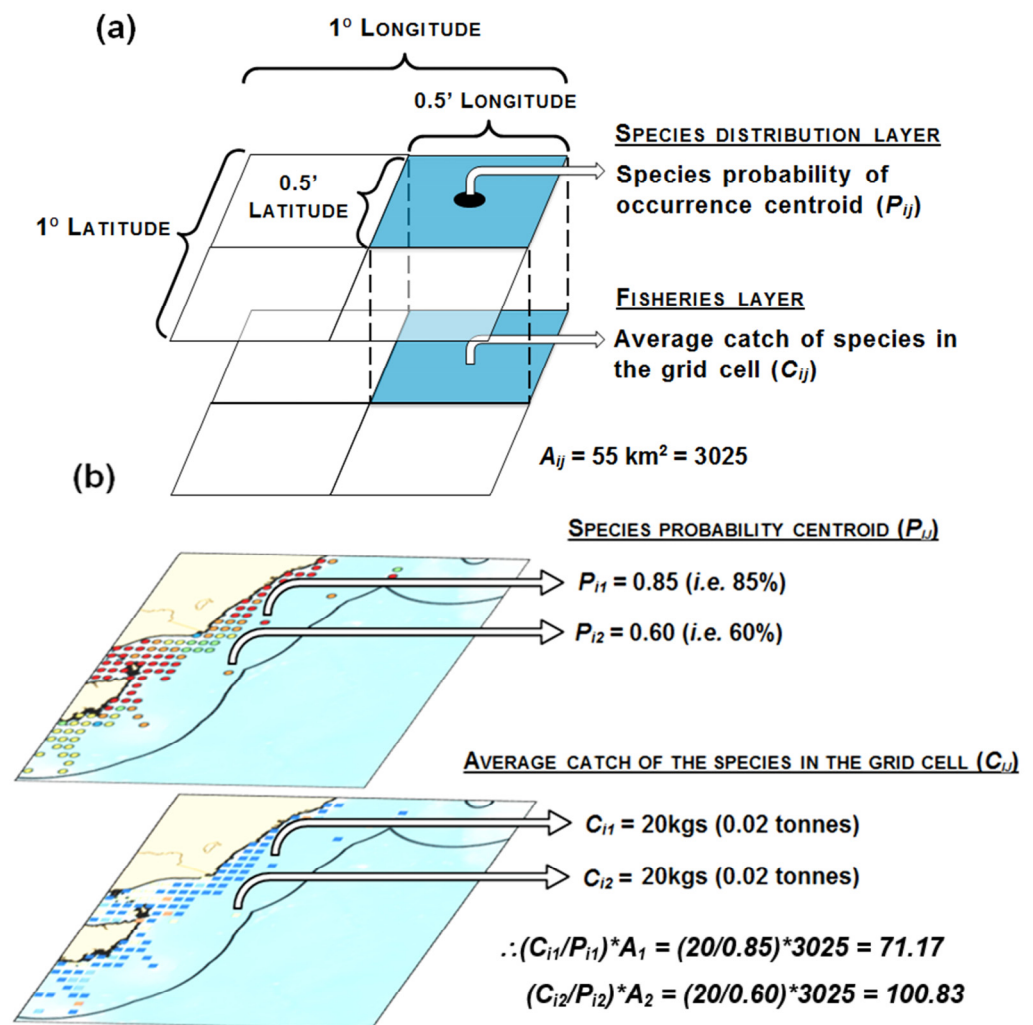 (a)
1° LONGITUDE
0.5' LONGITUDE
SPECIES DISTRIBUTION LAYER
Species probability of
occurrence centroid (Pij)
0.5'
LATITUDE
1° LATITUDE
FISHERIES LAYER
Average catch of species in
the grid cell (Cij)
Aij = 55 km² = 3025
(b)
SPECIES PROBABILITY CENTROID (PIJ)
Pi1 = 0.85 (i.e. 85%)
Pi2 = 0.60 (i.e. 60%)
AVERAGE CATCH OF THE SPECIES IN THE GRID CELL (CIJ)
Ci1 = 20kgs (0.02 tonnes)
Ci2 = 20kgs (0.02 tonnes)
∴(Ci1/Pi1)*A1 = (20/0.85)*3025 = 71.17
(Ci2/Pi2)*A2 = (20/0.60)*3025 = 100.83